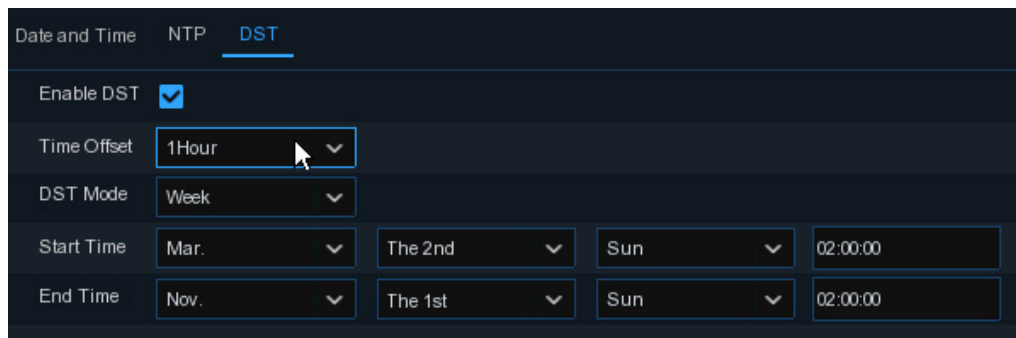 Date and Time NTP DST
Enable DST
Time Offset 1Hour
DST Mode Week
Start Time Mar. The 2nd Sun 02:00:00
End Time Nov. The 1st Sun 02:00:00